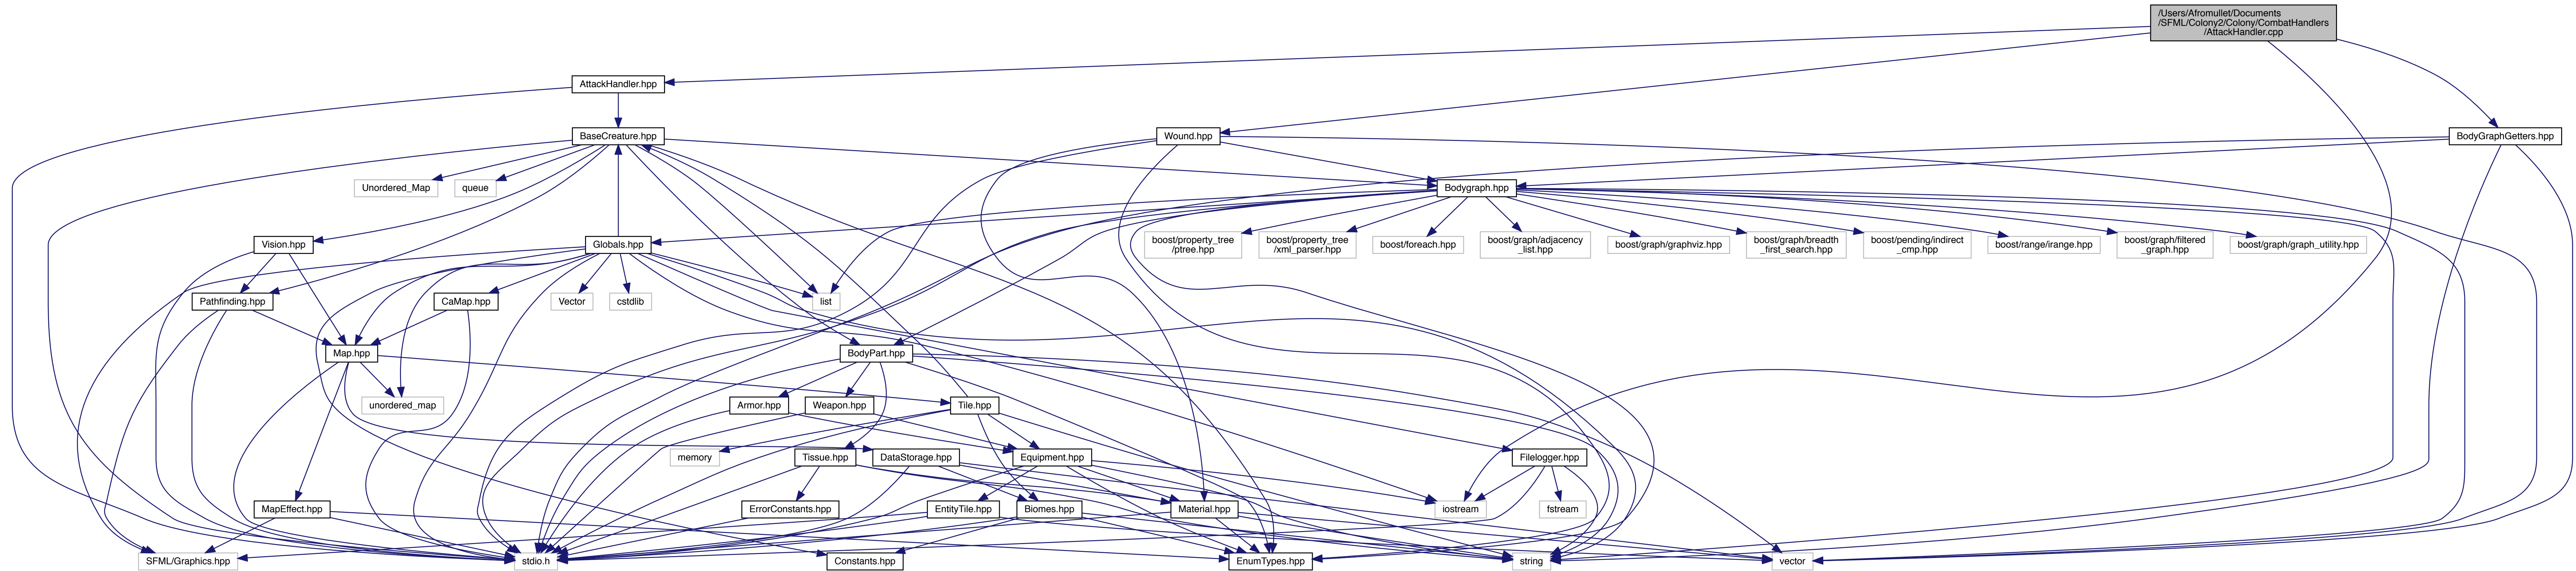 /Users/Afromullet/Documents
/SFML/Colony2/Colony/CombatHandlers
/AttackHandler.cpp
AttackHandler.hpp
BaseCreature.hpp
Wound.hpp
BodyGraphGetters.hpp
Unordered_Map
queue
Bodygraph.hpp
Vision.hpp
Globals.hpp
boost/property_tree
/ptree.hpp
boost/property_tree
/xml_parser.hpp
boost/foreach.hpp
boost/graph/adjacency
_list.hpp
boost/graph/graphviz.hpp
boost/graph/breadth
_first_search.hpp
boost/pending/indirect
_cmp.hpp
boost/range/irange.hpp
boost/graph/filtered
_graph.hpp
boost/graph/graph_utility.hpp
Pathfinding.hpp
CaMap.hpp
Vector
cstdlib
list
Map.hpp
BodyPart.hpp
unordered_map
Armor.hpp
Weapon.hpp
Tile.hpp
memory
Tissue.hpp
DataStorage.hpp
Equipment.hpp
Filelogger.hpp
MapEffect.hpp
ErrorConstants.hpp
EntityTile.hpp
Biomes.hpp
Material.hpp
iostream
fstream
SFML/Graphics.hpp
stdio.h
Constants.hpp
EnumTypes.hpp
string
vector